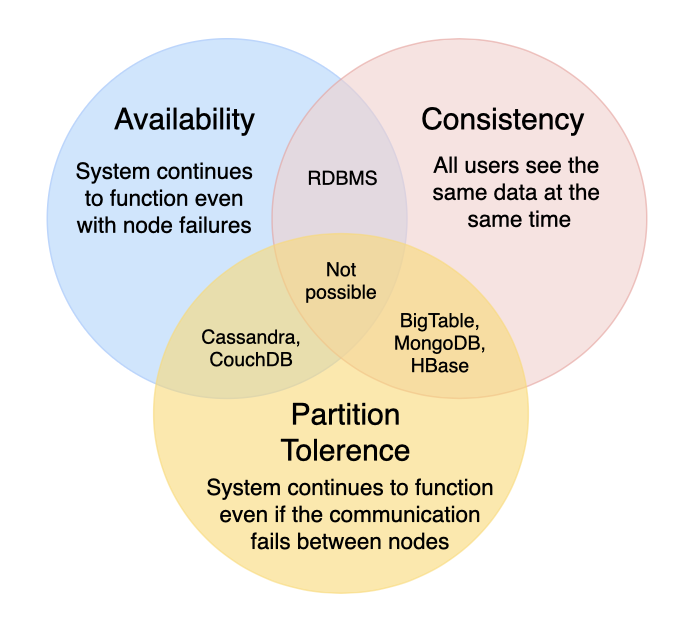 Availability
System continues
to function even
with node failures
RDBMS
Consistency
All users see the
same data at the
same time
Not
possible
Cassandra,
CouchDB
BigTable,
MongoDB,
HBase
Partition
Tolerence
System continues to function
even if the communication
fails between nodes